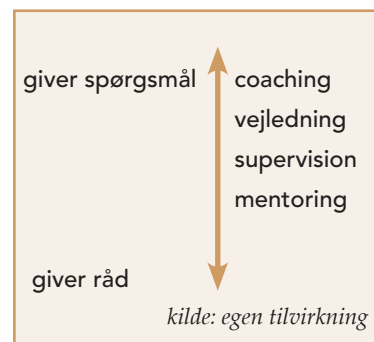 giver spørgsmål
coaching
vejledning
supervision
mentoring
giver råd
kilde: egen tilvirkning